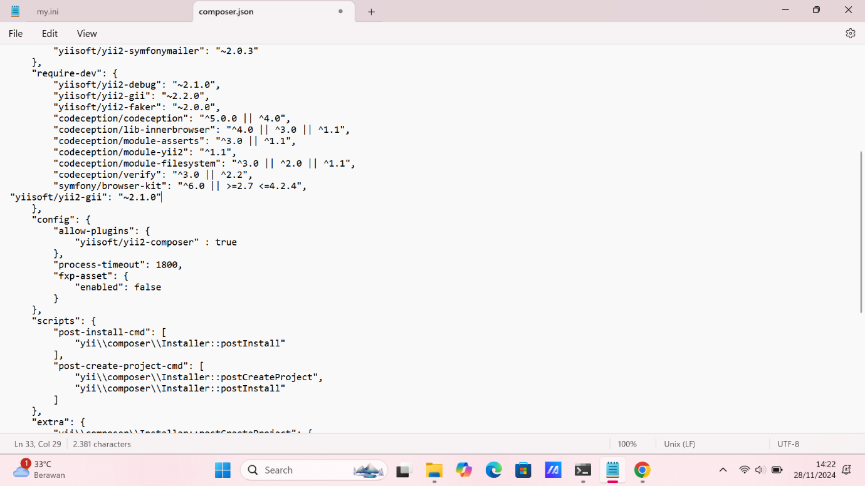 my.ini
composer.json
File
Edit
View
"yiisoft/yii2-symfonymailer": "~2.0.3"
},
"require-dev": {
"yiisoft/yii2-debug": "~2.1.0",
"yiisoft/yii2-gii": "~2.2.0",
"yiisoft/yii2-faker": "~2.0.0",
"codeception/codeception": "^5.0.0 || ^4.0",
"codeception/lib-innerbrowser": "^4.0 || ^3.0 || ^1.1",
"codeception/module-asserts": "^3.0 || ^1.1",
"codeception/module-yii2": "^1.1",
"codeception/module-filesystem": "^3.0 || ^2.0 || ^1.1",
"codeception/verify": "^3.0 || ^2.2",
"symfony/browser-kit": "^6.0 || >=2.7 <=4.2.4",
"yiisoft/yii2-gii": "~2.1.0"
},
"config": {
"allow-plugins": {
"yiisoft/yii2-composer" : true
},
"process-timeout": 1800,
"fxp-asset": {
"enabled": false
}
},
"scripts": {
"post-install-cmd": [
"yii\\composer\\Installer::postInstall"
],
"post-create-project-cmd": [
"yii\\composer\\Installer::postCreateProject",
"yii\\composer\\Installer::postInstall"
]
},
"extra": {
"yii\\composer\\Installer::postCreateProject": {
Ln 33, Col 29
2.381 characters
100%
Unix (LF)
UTF-8
1
33°C
Berawan
Search
14:22
28/11/2024